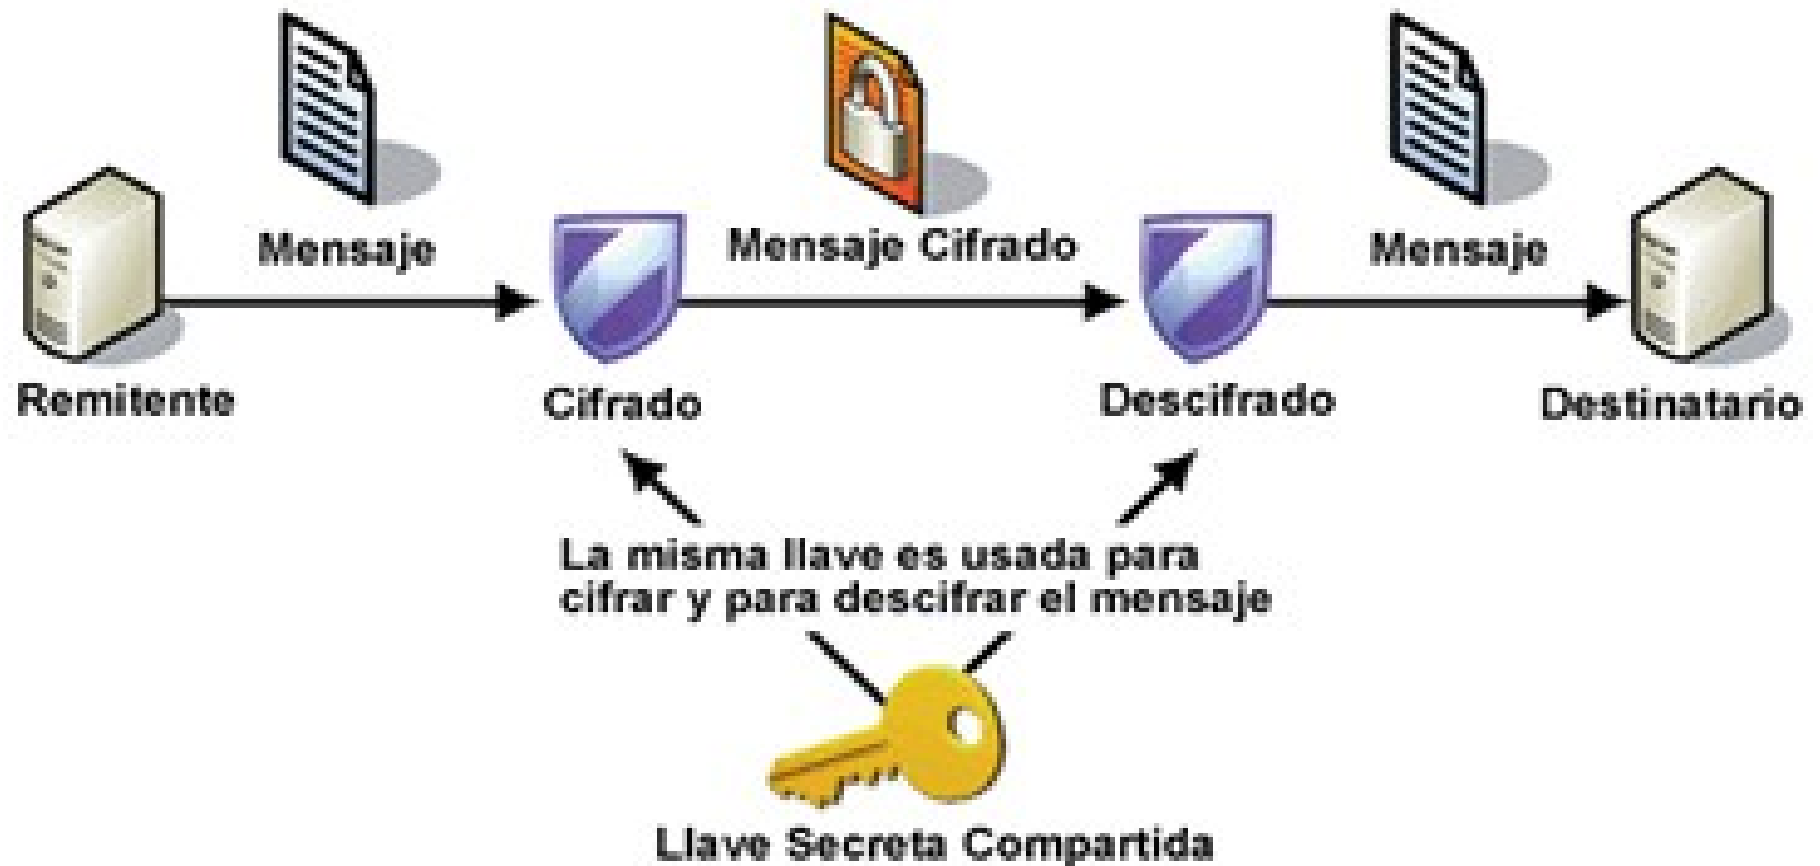 Mensaje
Mensaje Cifrado
Mensaje
Remitente
Cifrado
Descifrado
Destinatario
La misma llave es usada para
cifrar y para descifrar el mensaje
Llave Secreta Compartida